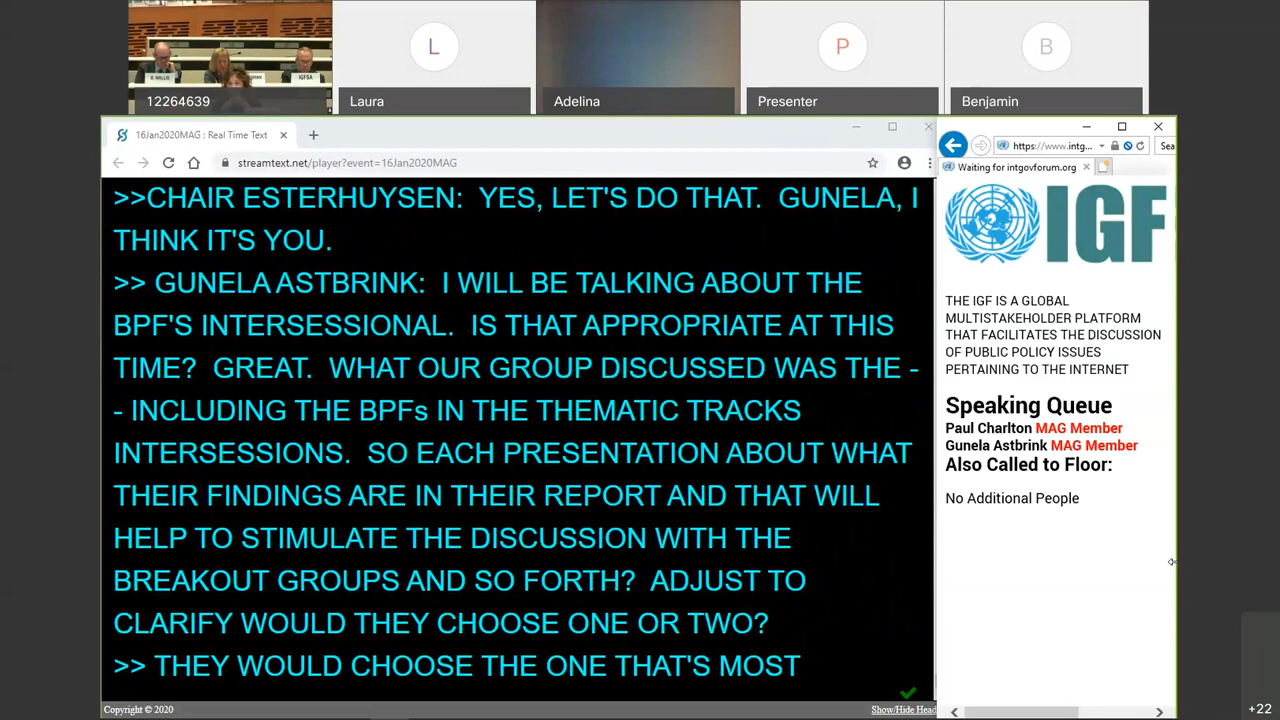 B. WALLIS
IGFSA
12264639
L
Laura
Adelina
P
Presenter
B
Benjamin
16Jan2020MAG : Real Time Text
streamtext.net/player?event=16Jan2020MAG
>>CHAIR ESTERHUYSEN:  YES, LET'S DO THAT.  GUNELA, I
THINK IT'S YOU.
>> GUNELA ASTBRINK:  I WILL BE TALKING ABOUT THE
BPF'S INTERSESSIONAL.  IS THAT APPROPRIATE AT THIS
TIME?  GREAT.  WHAT OUR GROUP DISCUSSED WAS THE -
- INCLUDING THE BPFs IN THE THEMATIC TRACKS
INTERSESSIONS.  SO EACH PRESENTATION ABOUT WHAT
THEIR FINDINGS ARE IN THEIR REPORT AND THAT WILL
HELP TO STIMULATE THE DISCUSSION WITH THE
BREAKOUT GROUPS AND SO FORTH?  ADJUST TO
CLARIFY WOULD THEY CHOOSE ONE OR TWO?
>> THEY WOULD CHOOSE THE ONE THAT'S MOST
Copyright © 2020
Show/Hide Head
https://www.intg...
Sea
Waiting for intgovforum.org
IGF
THE IGF IS A GLOBAL
MULTISTAKEHOLDER PLATFORM
THAT FACILITATES THE DISCUSSION
OF PUBLIC POLICY ISSUES
PERTAINING TO THE INTERNET
Speaking Queue
Paul Charlton MAG Member
Gunela Astbrink MAG Member
Also Called to Floor:
No Additional People
+22